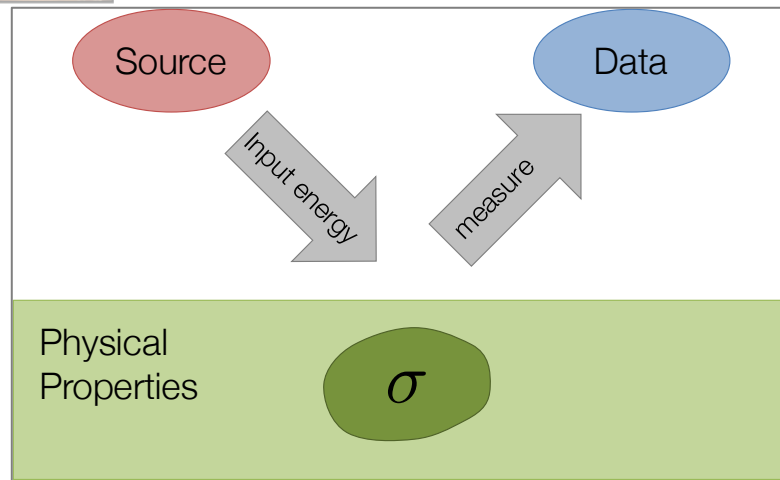 Source
Data
Input energy
measure
Physical
Properties
σ